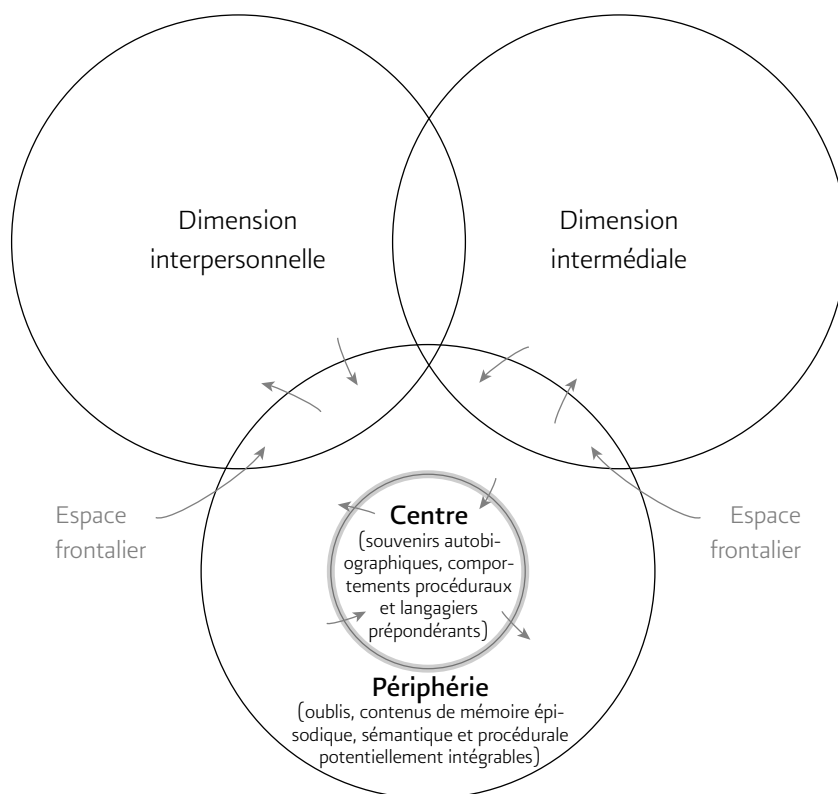 Dimension
interpersonnelle
Dimension
intermédiale
Espace
frontalier
Espace
frontalier
Centre
(souvenirs autobi-
ographiques, compor-
tements procéduraux
et langagiers
prépondérants)
Périphérie
(oublis, contenus de mémoire épi-
sodique, sémantique et procédurale
potentiellement intégrables)